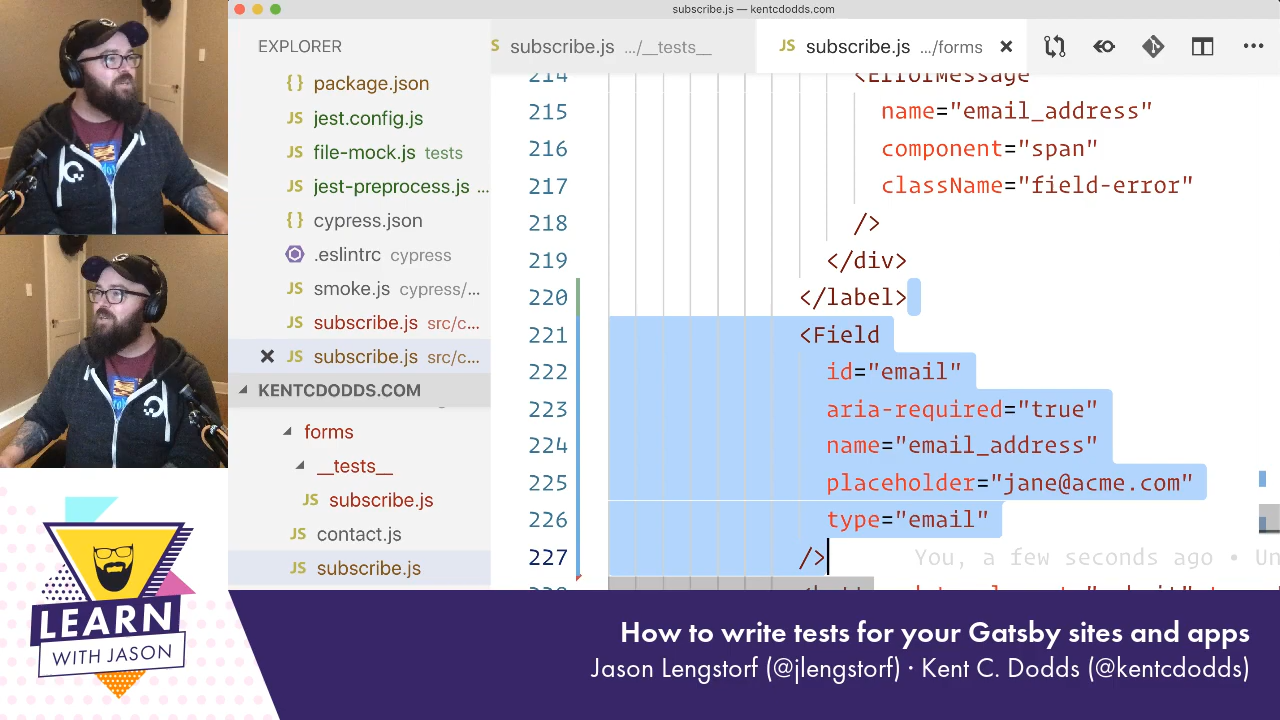 subscribe.js — kentcdodds.com
EXPLORER
{} package.json
JS jest.config.js
JS file-mock.js tests
JS jest-preprocess.js ...
{} cypress.json
.eslintrc cypress
JS smoke.js cypress/...
JS subscribe.js src/c...
JS subscribe.js src/c...
KENTCDODDS.COM
forms
__tests__
JS subscribe.js
contact.js
JS subscribe.js
JS subscribe.js .../__tests__
JS subscribe.js .../forms
214 <ErrorMessage
215 name="email_address"
216 component="span"
217 className="field-error"
218 />
219 </div>
220 </label>
221 <Field
222 id="email"
223 aria-required="true"
224 name="email_address"
225 placeholder="jane@acme.com"
226 type="email"
227 /> You, a few seconds ago • Un
LEARN
WITH JASON
How to write tests for your Gatsby sites and apps
Jason Lengstorf (@jlengstorf) · Kent C. Dodds (@kentcdodds)